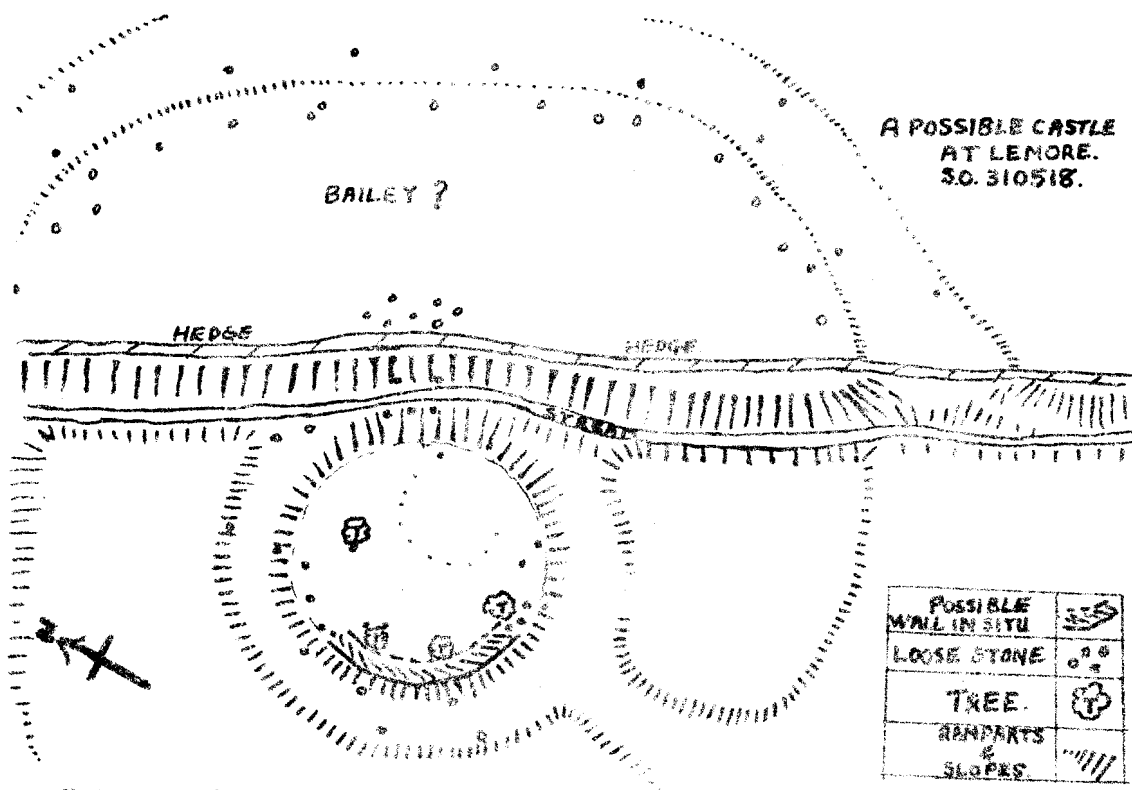 A POSSIBLE CASTLE
AT LEMORE.
S.O. 310518.
BAILEY ?
HEDGE
HEDGE
STREAM
T
T
T
T
N
POSSIBLE
WALL IN SITU
LOOSE STONE
TREE.
T
RAMPARTS
&
SLOPES.